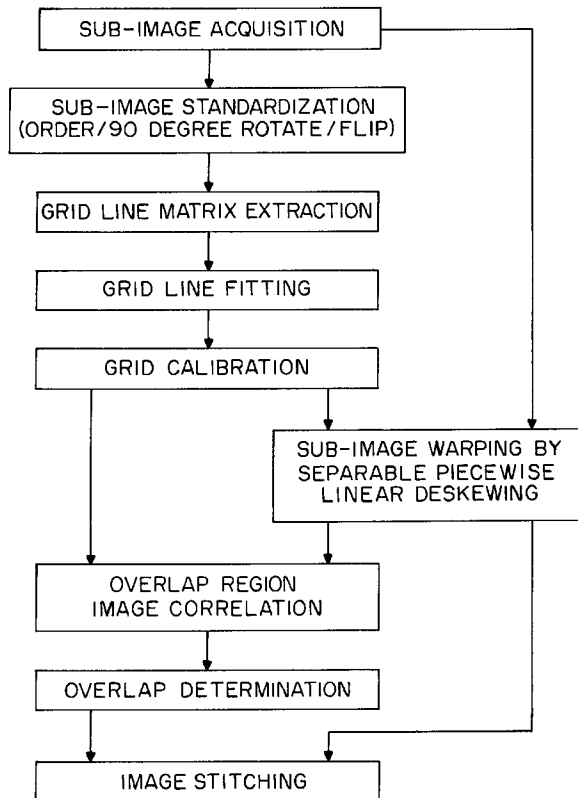 SUB-IMAGE ACQUISITION
SUB-IMAGE STANDARDIZATION
(ORDER/90 DEGREE ROTATE/FLIP)
GRID LINE MATRIX EXTRACTION
GRID LINE FITTING
GRID CALIBRATION
SUB-IMAGE WARPING BY
SEPARABLE PIECEWISE
LINEAR DESKEWING
OVERLAP REGION
IMAGE CORRELATION
OVERLAP DETERMINATION
IMAGE STITCHING